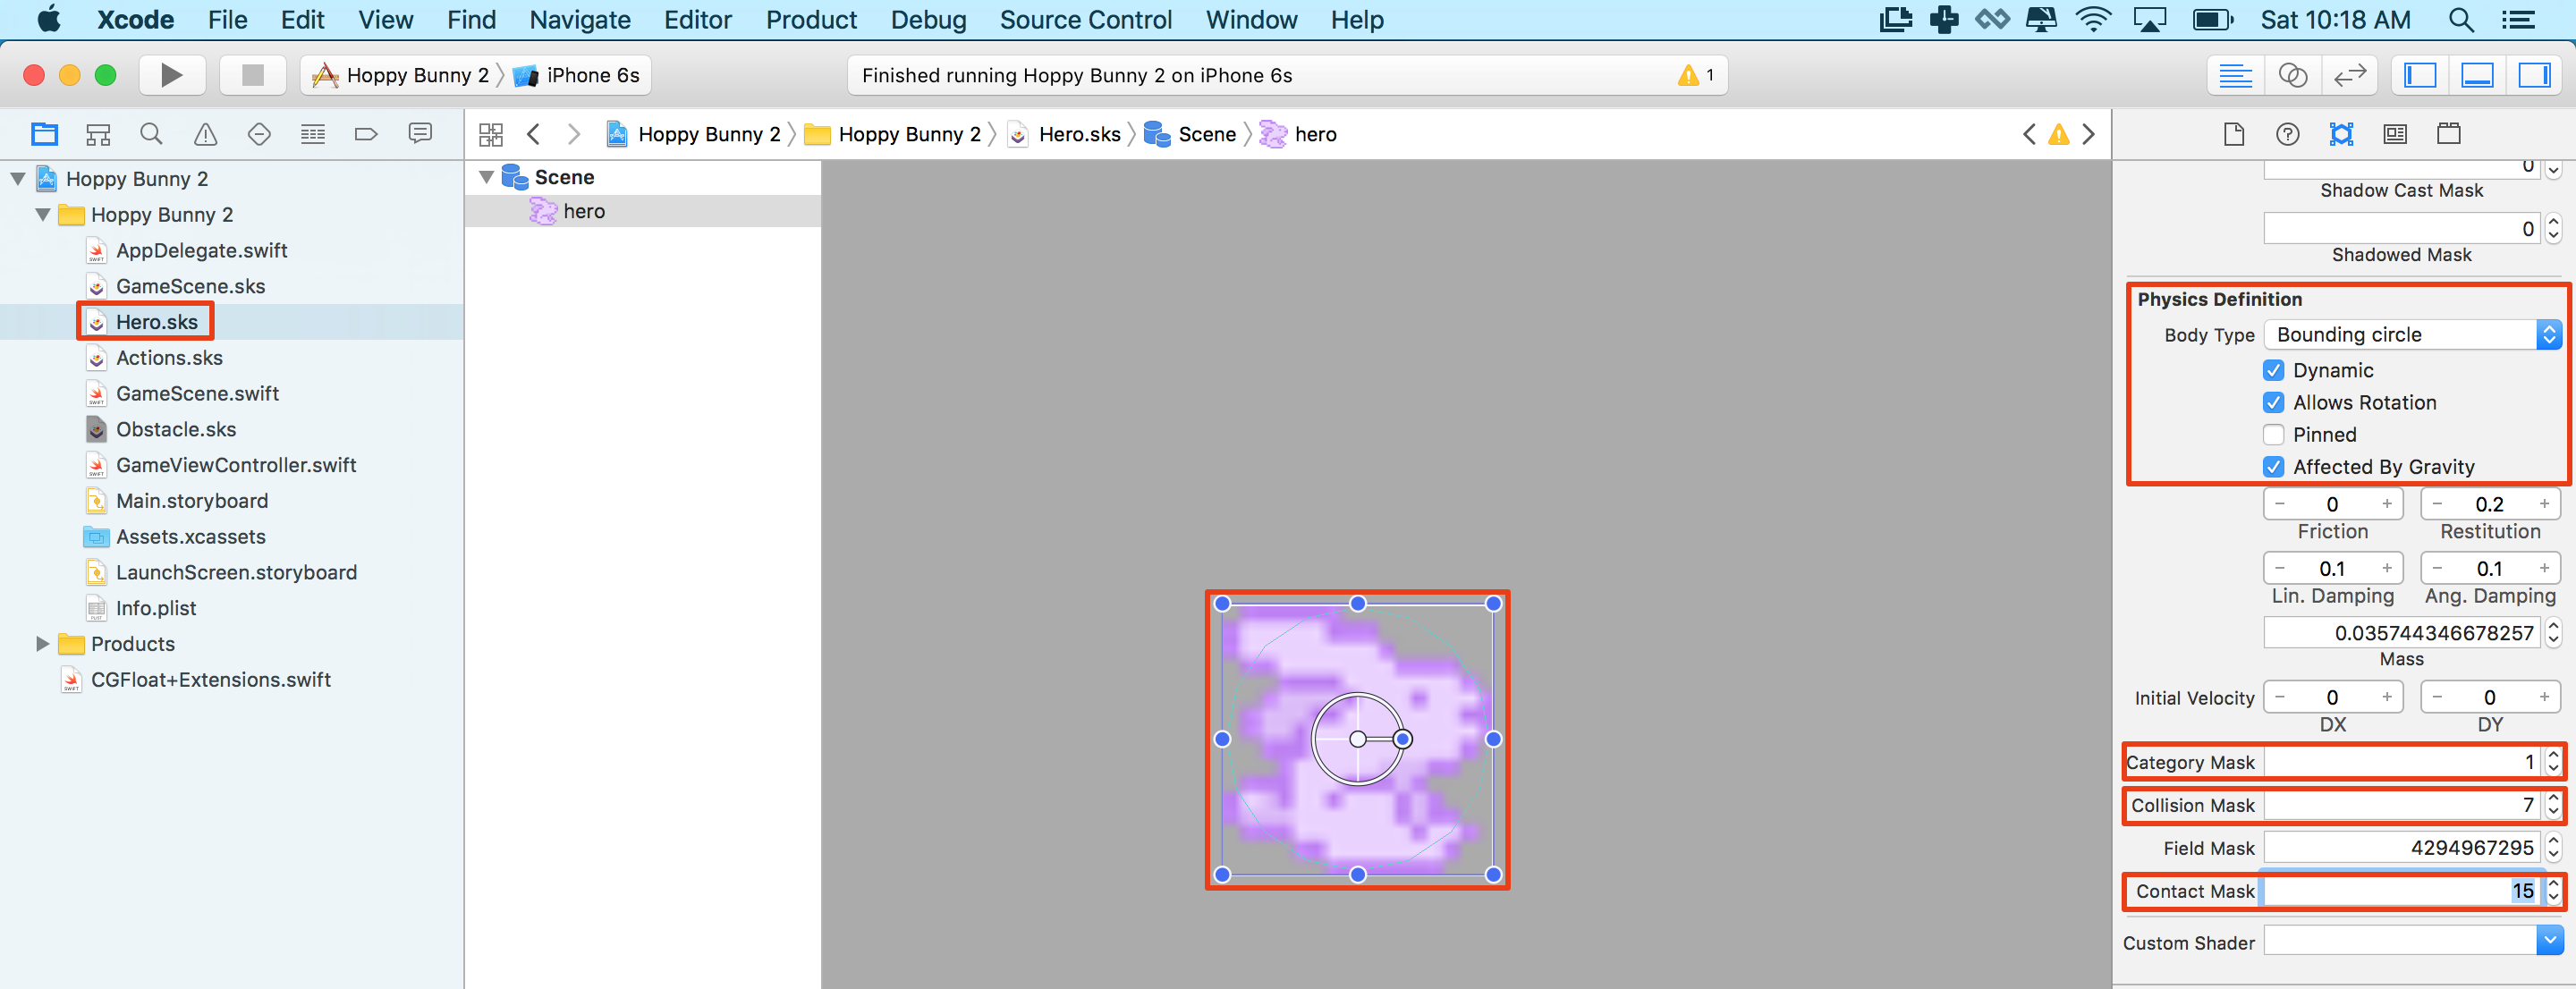 Xcode File Edit View Find Navigate Editor Product Debug Source Control Window Help Sat 10:18 AM
Hoppy Bunny 2 iPhone 6s Finished running Hoppy Bunny 2 on iPhone 6s 1
Hoppy Bunny 2 Hoppy Bunny 2 Hero.sks Scene hero
Hoppy Bunny 2
Hoppy Bunny 2
AppDelegate.swift
GameScene.sks
Hero.sks
Actions.sks
GameScene.swift
Obstacle.sks
GameViewController.swift
Main.storyboard
Assets.xcassets
LaunchScreen.storyboard
Info.plist
Products
CGFloat+Extensions.swift
Scene
hero
0
Shadow Cast Mask
0
Shadowed Mask
Physics Definition
Body Type Bounding circle
Dynamic
Allows Rotation
Pinned
Affected By Gravity
− 0 + − 0.2 +
Friction Restitution
− 0.1 + − 0.1 +
Lin. Damping Ang. Damping
0.035744346678257
Mass
Initial Velocity − 0 + − 0 +
DX DY
Category Mask 1
Collision Mask 7
Field Mask 4294967295
Contact Mask 15
Custom Shader